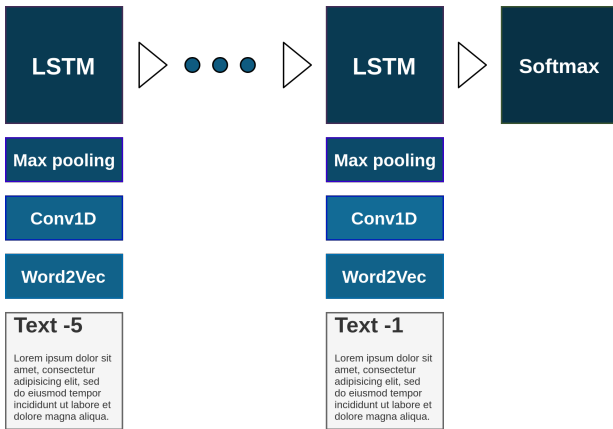 LSTM
LSTM
Softmax
Max pooling
Max pooling
Conv1D
Conv1D
Word2Vec
Word2Vec
Text -5
Lorem ipsum dolor sit
amet, consectetur
adipisicing elit, sed
do eiusmod tempor
incididunt ut labore et
dolore magna aliqua.
Text -1
Lorem ipsum dolor sit
amet, consectetur
adipisicing elit, sed
do eiusmod tempor
incididunt ut labore et
dolore magna aliqua.